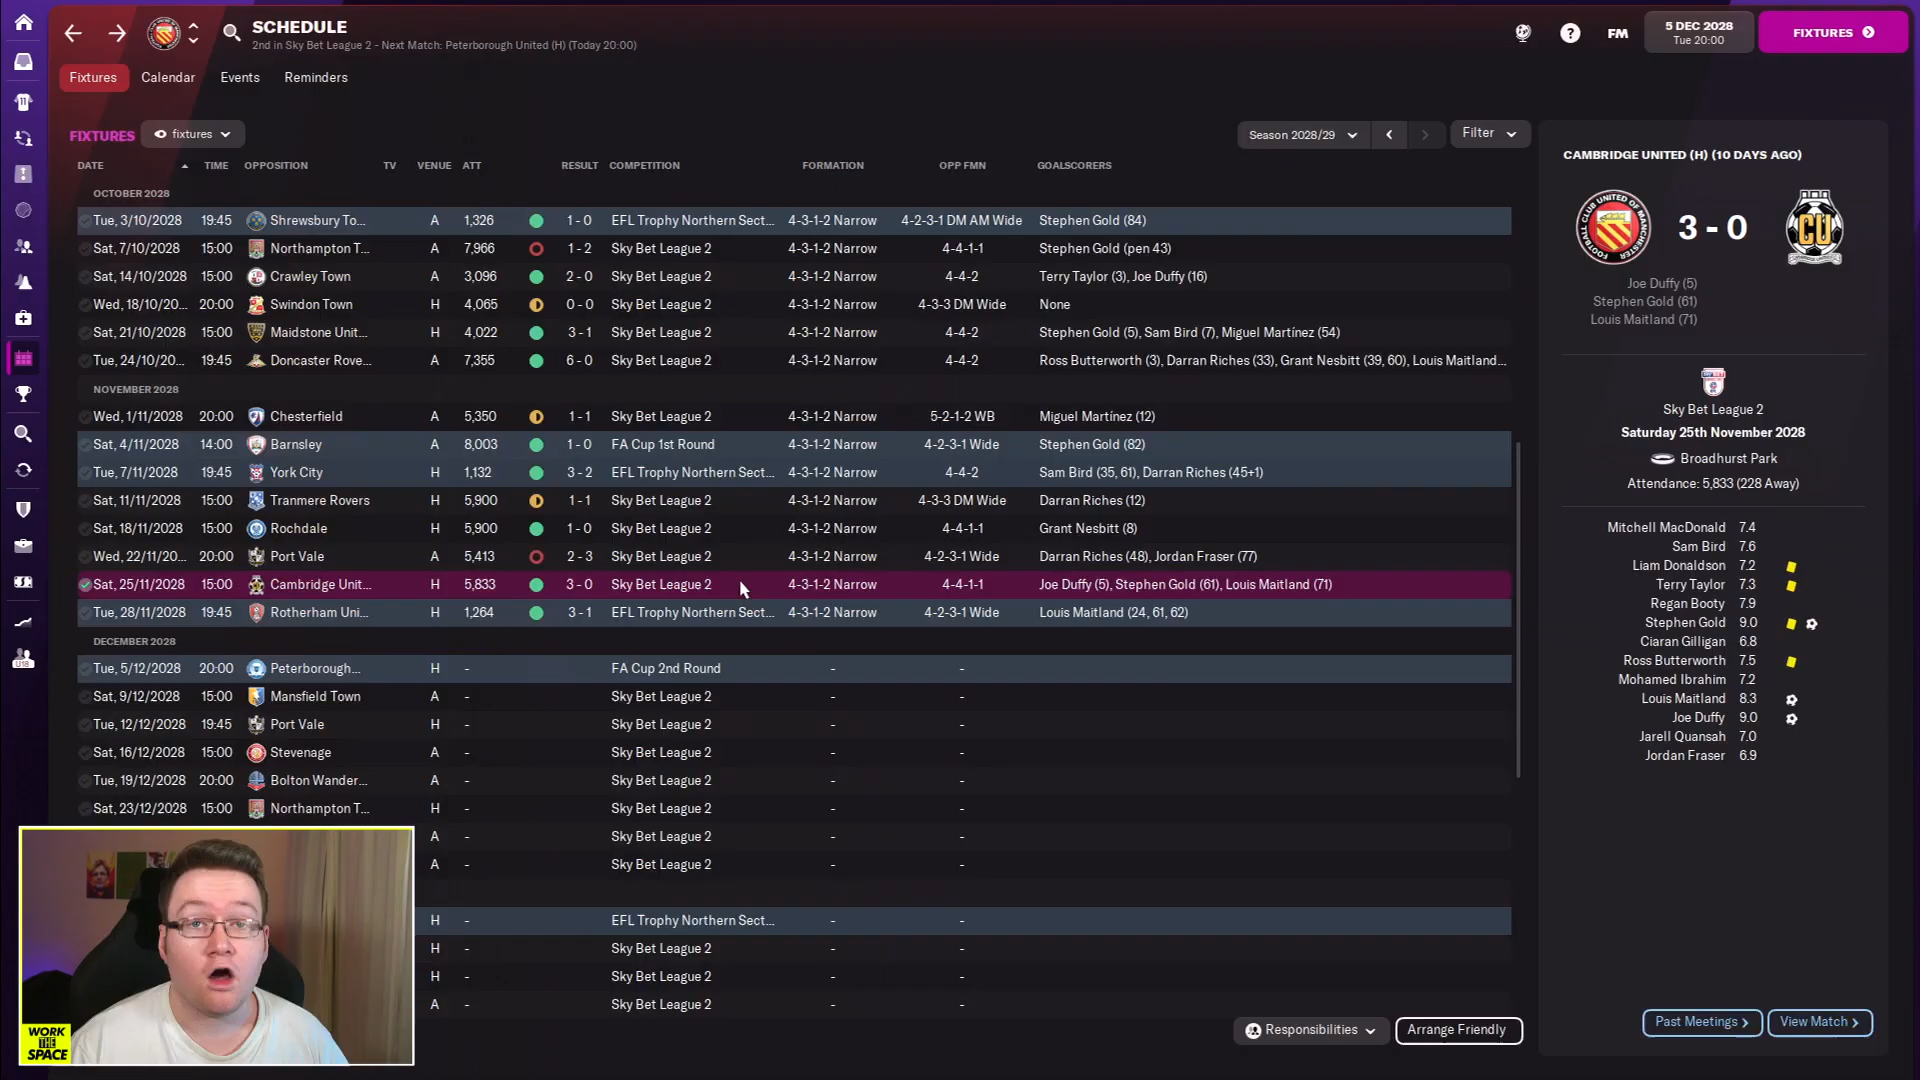 SCHEDULE
2nd in Sky Bet League 2 - Next Match: Peterborough United (H) (Today 20:00)
FM
5 DEC 2028
Tue 20:00
FIXTURES
Fixtures Calendar Events Reminders
FIXTURES fixtures
Season 2028/29 Filter
DATE TIME OPPOSITION TV VENUE ATT RESULT COMPETITION FORMATION OPP FMN GOALSCORERS
OCTOBER 2028
Tue, 3/10/2028 19:45 Shrewsbury To... A 1,326 1 - 0 EFL Trophy Northern Sect... 4-3-1-2 Narrow 4-2-3-1 DM AM Wide Stephen Gold (84)
Sat, 7/10/2028 15:00 Northampton T... A 7,966 1 - 2 Sky Bet League 2 4-3-1-2 Narrow 4-4-1-1 Stephen Gold (pen 43)
Sat, 14/10/2028 15:00 Crawley Town A 3,096 2 - 0 Sky Bet League 2 4-3-1-2 Narrow 4-4-2 Terry Taylor (3), Joe Duffy (16)
Wed, 18/10/20... 20:00 Swindon Town H 4,065 0 - 0 Sky Bet League 2 4-3-1-2 Narrow 4-3-3 DM Wide None
Sat, 21/10/2028 15:00 Maidstone Unit... H 4,022 3 - 1 Sky Bet League 2 4-3-1-2 Narrow 4-4-2 Stephen Gold (5), Sam Bird (7), Miguel Martínez (54)
Tue, 24/10/20... 19:45 Doncaster Rove... A 7,355 6 - 0 Sky Bet League 2 4-3-1-2 Narrow 4-4-2 Ross Butterworth (3), Darran Riches (33), Grant Nesbitt (39, 60), Louis Maitland...
NOVEMBER 2028
Wed, 1/11/2028 20:00 Chesterfield A 5,350 1 - 1 Sky Bet League 2 4-3-1-2 Narrow 5-2-1-2 WB Miguel Martínez (12)
Sat, 4/11/2028 14:00 Barnsley A 8,003 1 - 0 FA Cup 1st Round 4-3-1-2 Narrow 4-2-3-1 Wide Stephen Gold (82)
Tue, 7/11/2028 19:45 York City H 1,132 3 - 2 EFL Trophy Northern Sect... 4-3-1-2 Narrow 4-4-2 Sam Bird (35, 61), Darran Riches (45+1)
Sat, 11/11/2028 15:00 Tranmere Rovers H 5,900 1 - 1 Sky Bet League 2 4-3-1-2 Narrow 4-3-3 DM Wide Darran Riches (12)
Sat, 18/11/2028 15:00 Rochdale H 5,900 1 - 0 Sky Bet League 2 4-3-1-2 Narrow 4-4-1-1 Grant Nesbitt (8)
Wed, 22/11/20... 20:00 Port Vale A 5,413 2 - 3 Sky Bet League 2 4-3-1-2 Narrow 4-2-3-1 Wide Darran Riches (48), Jordan Fraser (77)
Sat, 25/11/2028 15:00 Cambridge Unit... H 5,833 3 - 0 Sky Bet League 2 4-3-1-2 Narrow 4-4-1-1 Joe Duffy (5), Stephen Gold (61), Louis Maitland (71)
Tue, 28/11/2028 19:45 Rotherham Uni... H 1,264 3 - 1 EFL Trophy Northern Sect... 4-3-1-2 Narrow 4-2-3-1 Wide Louis Maitland (24, 61, 62)
DECEMBER 2028
Tue, 5/12/2028 20:00 Peterborough... H - FA Cup 2nd Round - -
Sat, 9/12/2028 15:00 Mansfield Town A - Sky Bet League 2 - -
Tue, 12/12/2028 19:45 Port Vale H - Sky Bet League 2 - -
Sat, 16/12/2028 15:00 Stevenage A - Sky Bet League 2 - -
Tue, 19/12/2028 20:00 Bolton Wander... A - Sky Bet League 2 - -
Sat, 23/12/2028 15:00 Northampton T... H - Sky Bet League 2 - -
A - Sky Bet League 2 - -
A - Sky Bet League 2 - -
H - EFL Trophy Northern Sect... - -
H - Sky Bet League 2 - -
H - Sky Bet League 2 - -
A - Sky Bet League 2 - -
Responsibilities Arrange Friendly
CAMBRIDGE UNITED (H) (10 DAYS AGO)
3 - 0
CU
Joe Duffy (5)
Stephen Gold (61)
Louis Maitland (71)
Sky Bet League 2
Saturday 25th November 2028
Broadhurst Park
Attendance: 5,833 (228 Away)
Mitchell MacDonald 7.4
Sam Bird 7.6
Liam Donaldson 7.2
Terry Taylor 7.3
Regan Booty 7.9
Stephen Gold 9.0
Ciaran Gilligan 6.8
Ross Butterworth 7.5
Mohamed Ibrahim 7.2
Louis Maitland 8.3
Joe Duffy 9.0
Jarell Quansah 7.0
Jordan Fraser 6.9
Past Meetings View Match
WORK
THE
SPACE